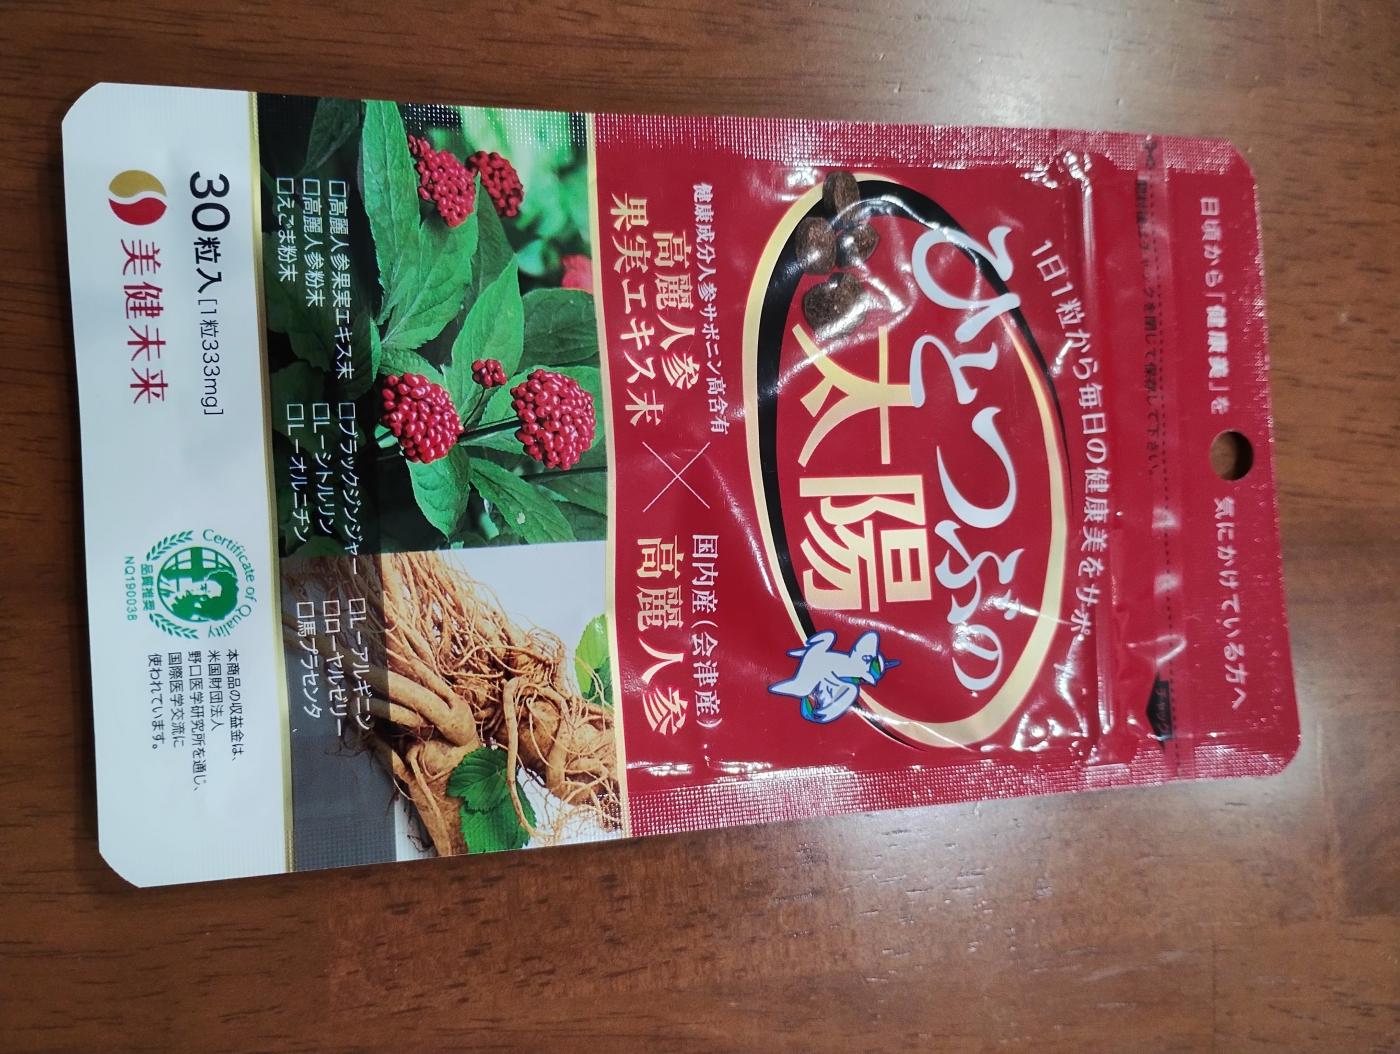 日頃から「健康美」を 気にかけている方へ
チャック
1日1粒から毎日の健康美をサポ
ひとつぶの
太陽
健康成分人参サポニン高含有
高麗人参
果実エキス末
×
国内産(会津産)
高麗人参
□高麗人参果実エキス末
□高麗人参粉末
□えごま粉末
□ブラックジンジャー
□L－シトルリン
□L－オルニチン
□L－アルギニン
□ローヤルゼリー
□馬プラセンタ
30粒入[1粒333mg]
美健未来
Certificate of Quality
品質推奨
NQ190038
本商品の収益金は、
米国財団法人
野口医学研究所を通じ、
国際医学交流に
使われています。